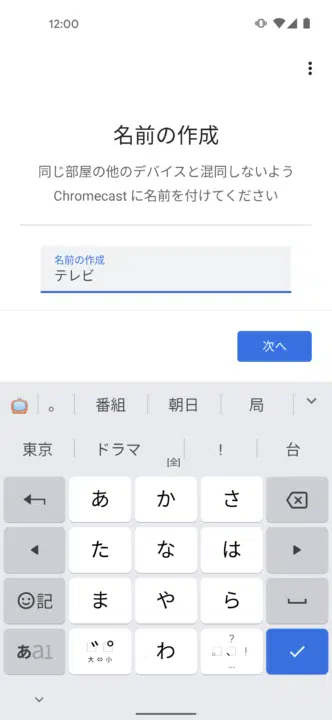 12:00
名前の作成
同じ部屋の他のデバイスと混同しないよう
Chromecast に名前を付けてください
名前の作成
テレビ
次へ
。 番組 朝日 局
東京 ドラマ [全] ! 台
あ か さ
た な は
記 ま や ら
あa1 大⇔小 わ 。、?!…